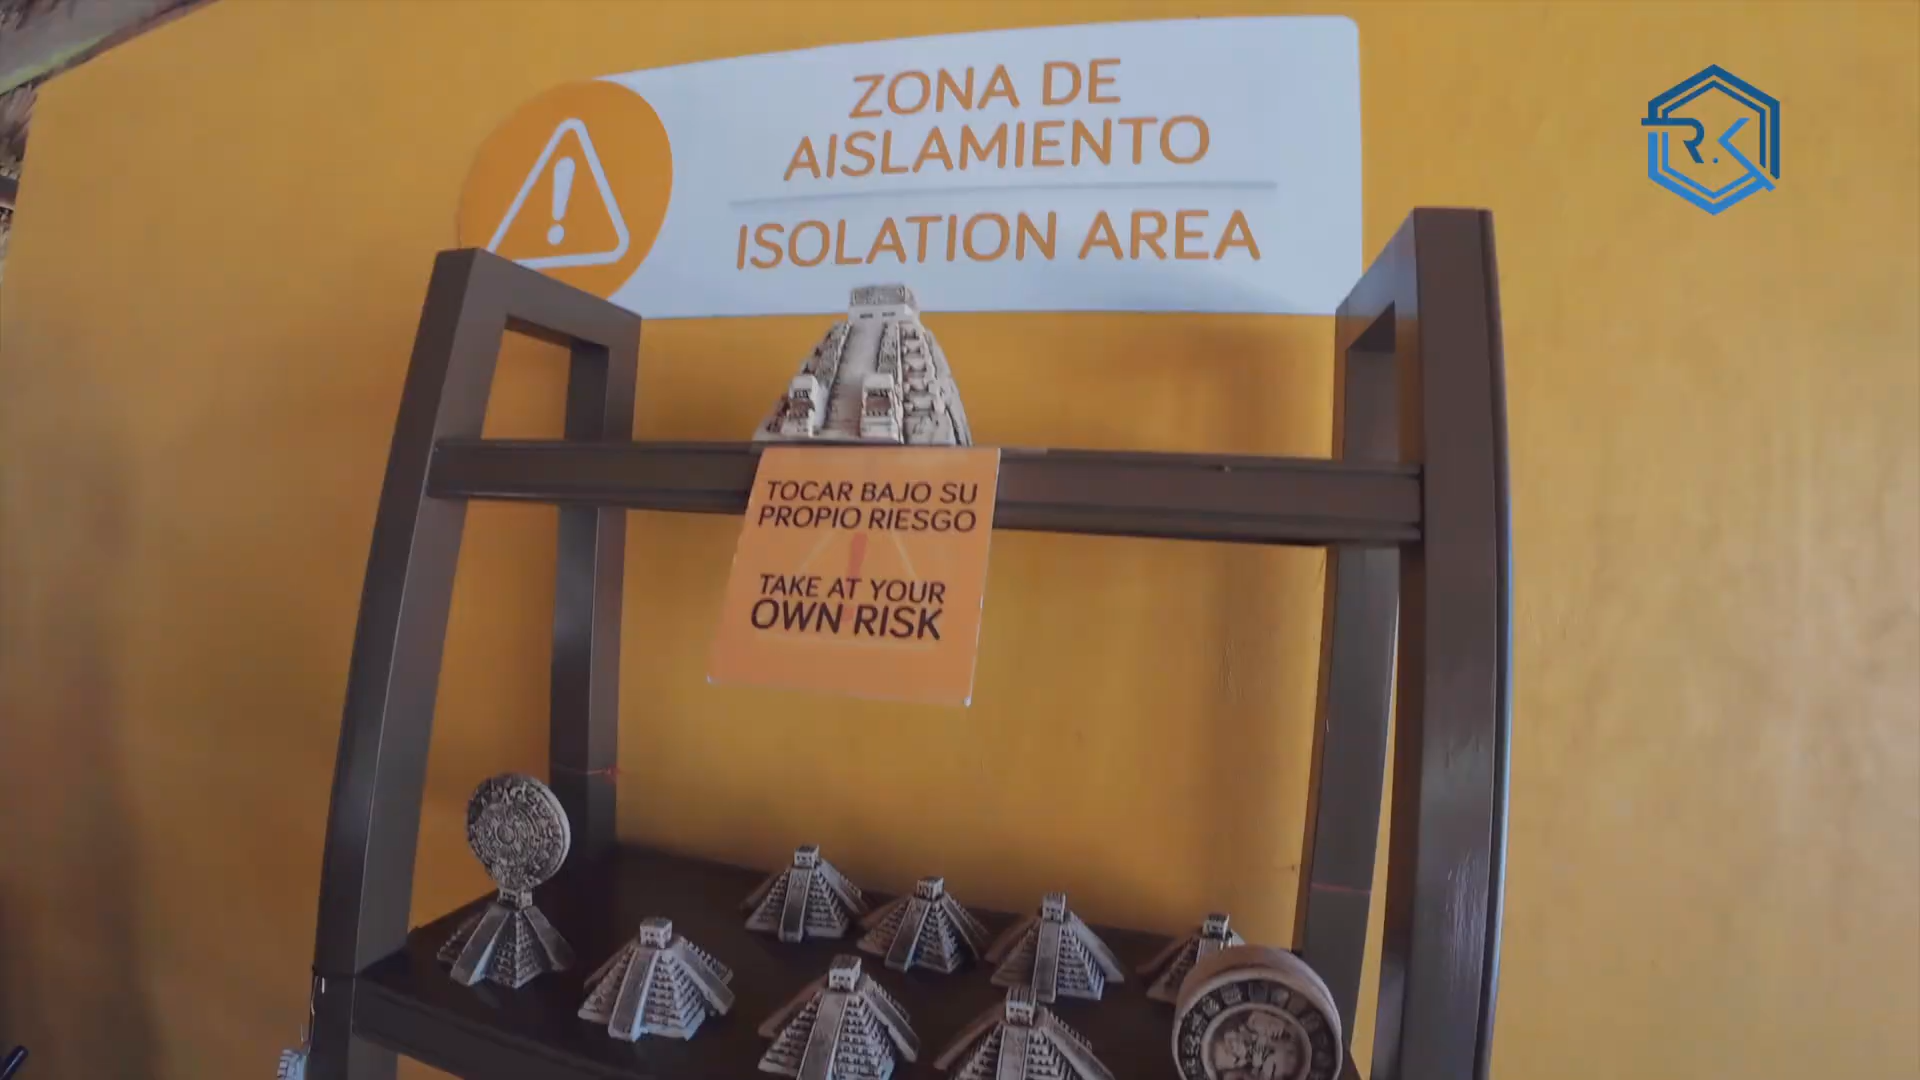 ZONA DE
AISLAMIENTO
ISOLATION AREA
R.K
TOCAR BAJO SU
PROPIO RIESGO
TAKE AT YOUR
OWN RISK